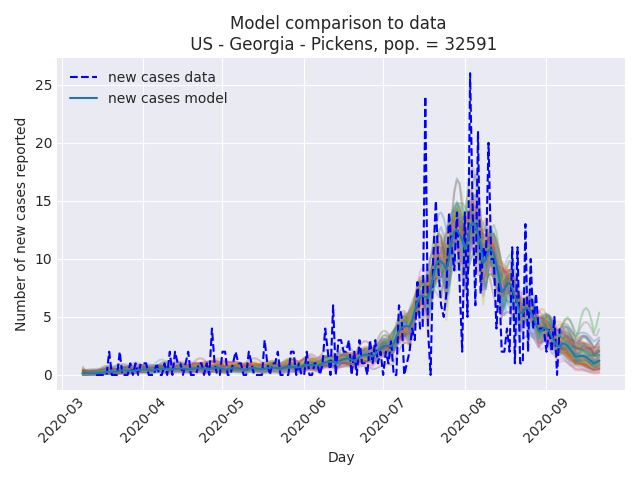 Model comparison to data
US - Georgia - Pickens, pop. = 32591
new cases data
new cases model
Number of new cases reported
25
20
15
10
5
0
2020-03
2020-04
2020-05
2020-06
2020-07
2020-08
2020-09
Day